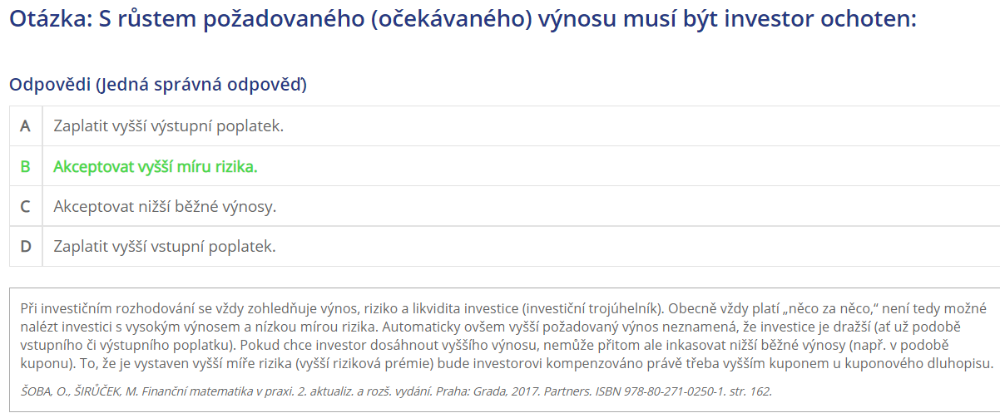 Otázka: S růstem požadovaného (očekávaného) výnosu musí být investor ochoten:
Odpovědi (Jedná správná odpověď)
A Zaplatit vyšší výstupní poplatek.
B Akceptovat vyšší míru rizika.
C Akceptovat nižší běžné výnosy.
D Zaplatit vyšší vstupní poplatek.
Při investičním rozhodování se vždy zohledňuje výnos, riziko a likvidita investice (investiční trojúhelník). Obecně vždy platí „něco za něco,“ není tedy možné
nalézt investici s vysokým výnosem a nízkou mírou rizika. Automaticky ovšem vyšší požadovaný výnos neznamená, že investice je dražší (ať už podobě
vstupního či výstupního poplatku). Pokud chce investor dosáhnout vyššího výnosu, nemůže přitom ale inkasovat nižší běžné výnosy (např. v podobě
kuponu). To, že je vystaven vyšší míře rizika (vyšší riziková prémie) bude investorovi kompenzováno právě třeba vyšším kuponem u kuponového dluhopisu.
ŠOBA, O., ŠIRŮČEK, M. Finanční matematika v praxi. 2. aktualiz. a rozš. vydání. Praha: Grada, 2017. Partners. ISBN 978-80-271-0250-1. str. 162.